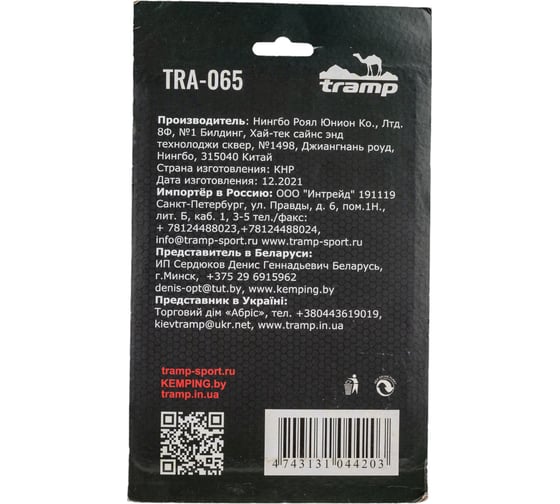 TRA-065
tramp
Производитель: Нингбо Роял Юнион Ко., Лтд.
8Ф, №1 Билдинг, Хай-тек сайнс энд
технолоджи сквер, №1498, Джиангнань роуд,
Нингбо, 315040 Китай
Страна изготовления: КНР
Дата изготовления: 12.2021
Импортёр в Россию: ООО "Интрейд" 191119
Санкт-Петербург, ул. Правды, д. 6, пом.1Н.,
лит. Б, каб. 1, 3-5 тел./факс:
+ 78124488023,+78124488024,
info@tramp-sport.ru www.tramp-sport.ru
Представитель в Беларуси:
ИП Сердюков Денис Геннадьевич Беларусь,
г.Минск, +375 29 6915962
denis-opt@tut.by, www.kemping.by
Представник в Україні:
Торговий дім «Абріс», тел. +380443619019,
kievtramp@ukr.net, www.tramp.in.ua
tramp-sport.ru
KEMPING.by
tramp.in.ua
4 743131 044203